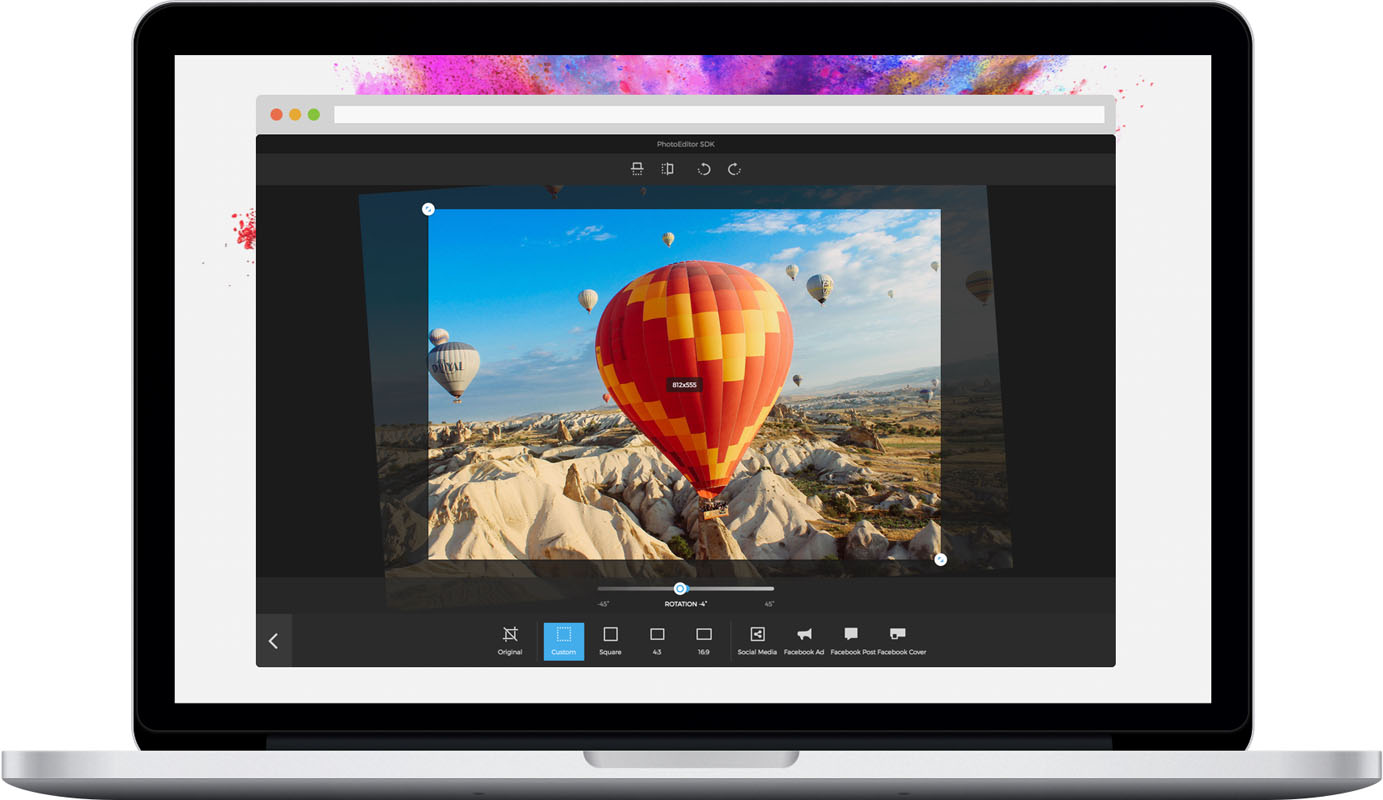 PhotoEditor SDK
DUYAL
812x555
-45°
ROTATION -4°
45°
Original
Custom
Square
4:3
16:9
Social Media
Facebook Ad
Facebook Post
Facebook Cover